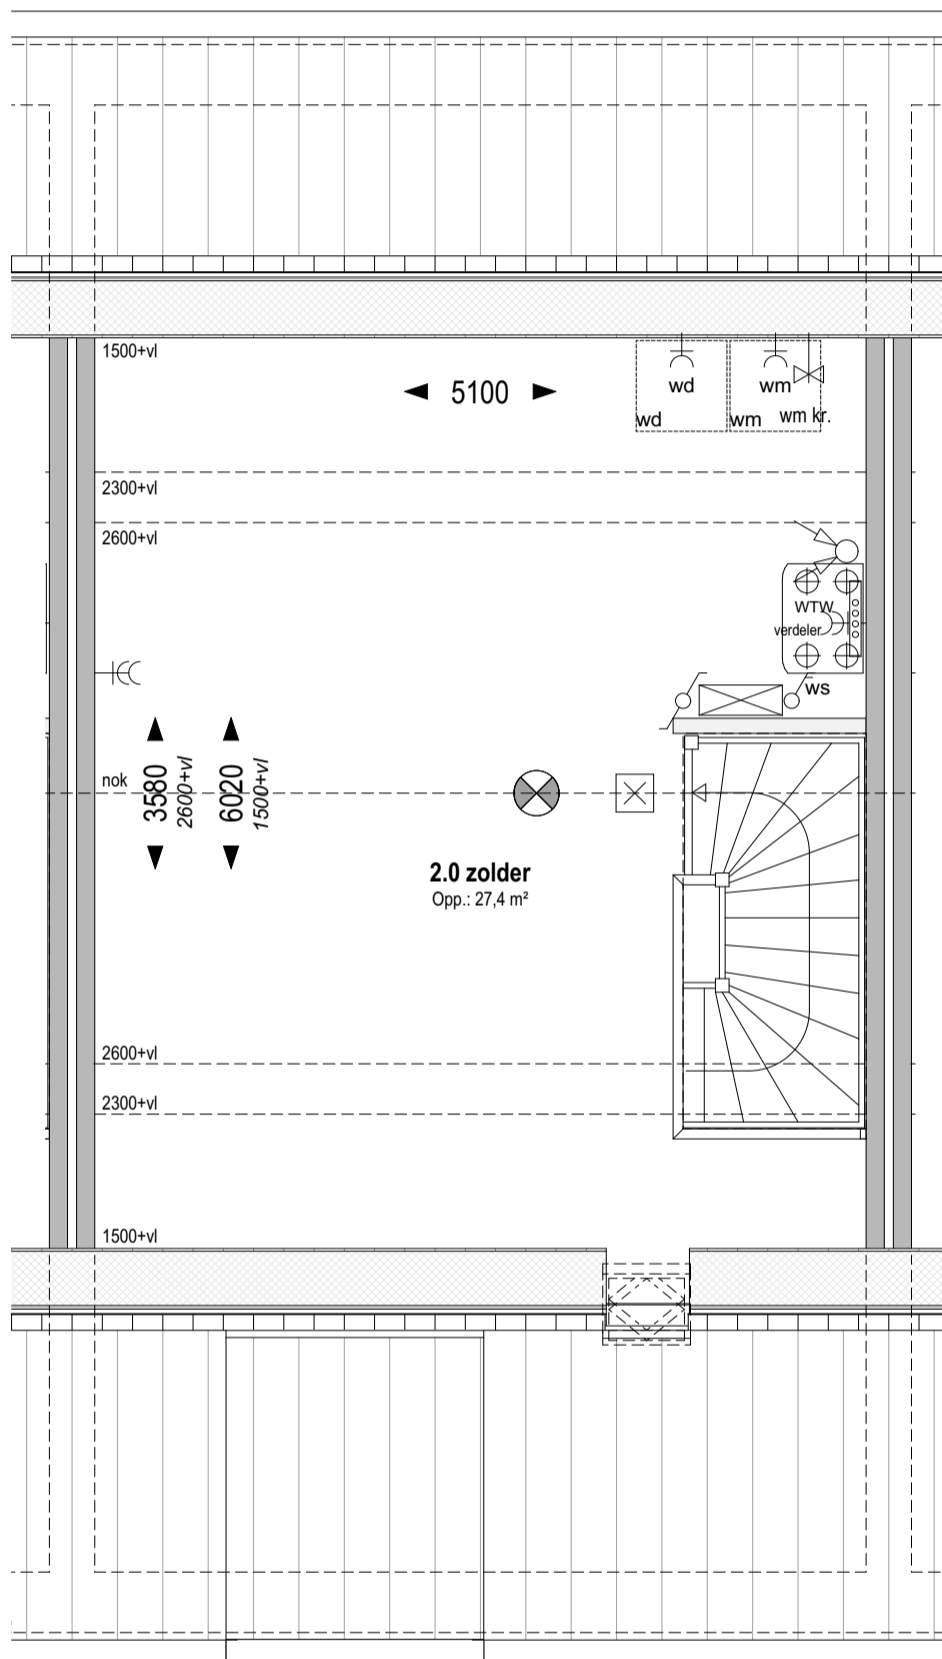 1500+vl
5100
wd
wm
wd
wm
wm kr.
2300+vl
2600+vl
WTW
verdeler
ws
nok
3580
2600+vl
6020
1500+vl
2.0 zolder
Opp.: 27,4 m²
2600+vl
2300+vl
1500+vl